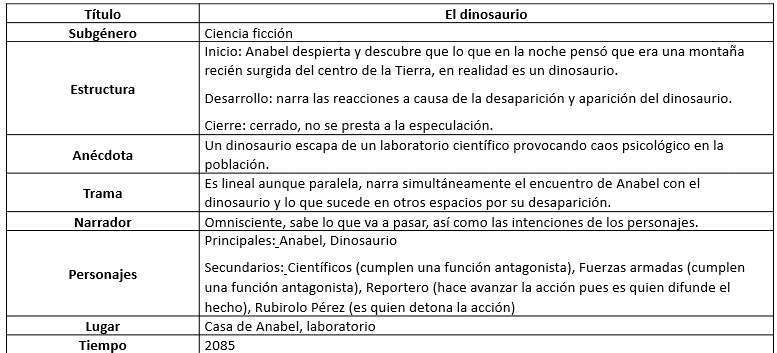 Título El dinosaurio
Subgénero Ciencia ficción
Inicio: Anabel despierta y descubre que lo que en la noche pensó que era una montaña
recién surgida del centro de la Tierra, en realidad es un dinosaurio.
Estructura
Desarrollo: narra las reacciones a causa de la desaparición y aparición del dinosaurio.
Cierre: cerrado, no se presta a la especulación.
Anécdota
Un dinosaurio escapa de un laboratorio científico provocando caos psicológico en la
población.
Trama
Es lineal aunque paralela, narra simultáneamente el encuentro de Anabel con el
dinosaurio y lo que sucede en otros espacios por su desaparición.
Narrador Omnisciente, sabe lo que va a pasar, así como las intenciones de los personajes.
Personajes
Principales: Anabel, Dinosaurio
Secundarios: Científicos (cumplen una función antagonista), Fuerzas armadas (cumplen
una función antagonista), Reportero (hace avanzar la acción pues es quien difunde el
hecho), Rubirolo Pérez (es quien detona la acción)
Lugar Casa de Anabel, laboratorio
Tiempo 2085